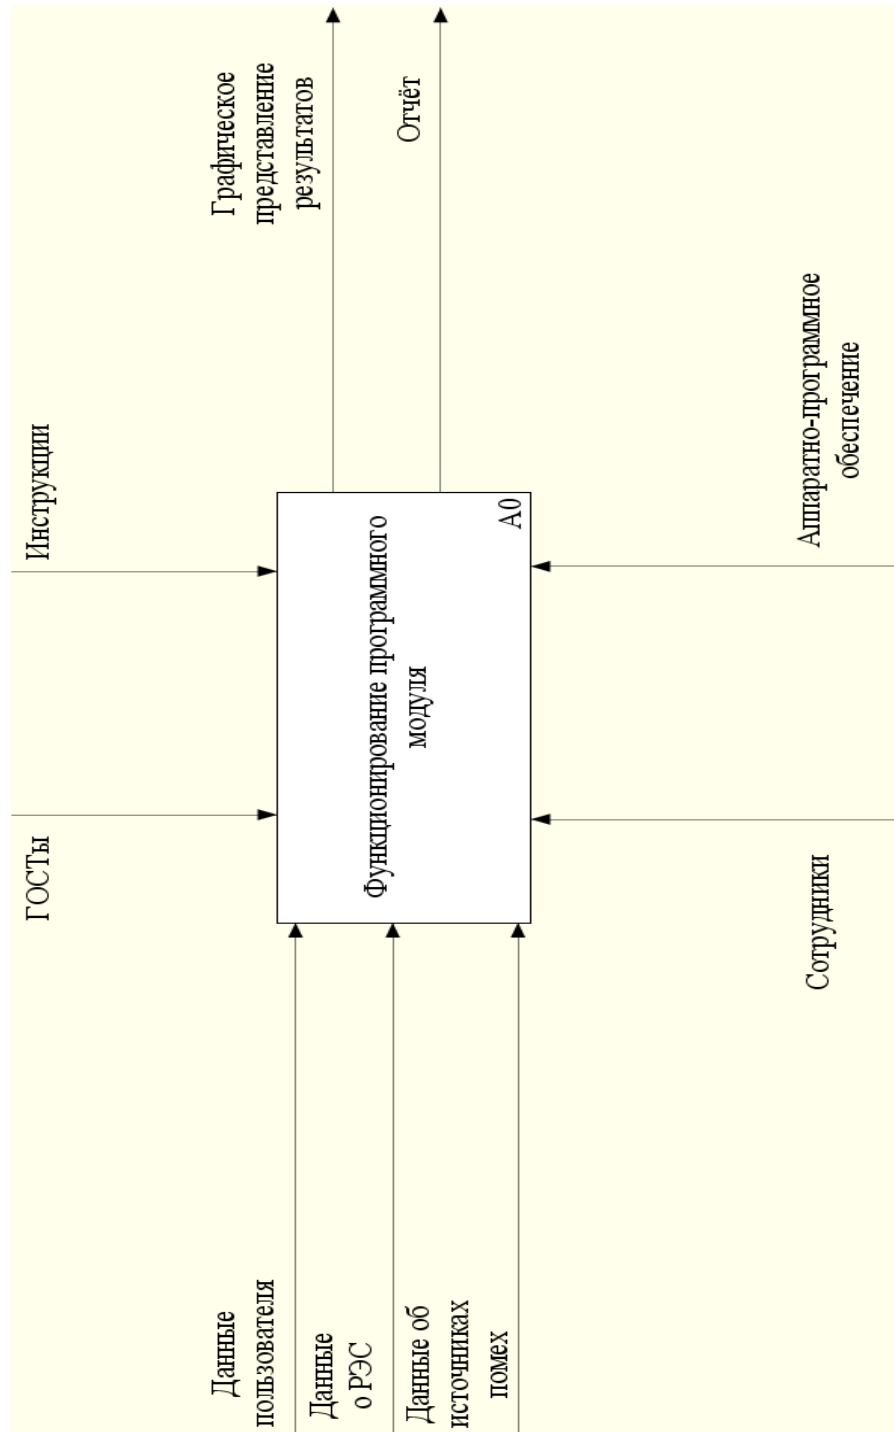 ГОСТы
Инструкции
Данные
пользователя
Данные
о РЭС
Данные об
источниках
помех
Функционирование программного
модуля
A0
Графическое
представление
результатов
Отчёт
Сотрудники
Аппаратно-программное
обеспечение